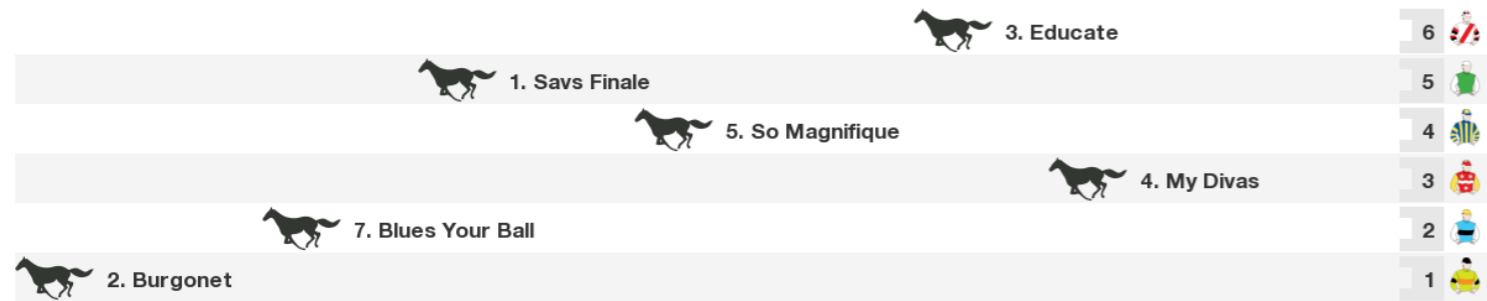 3. Educate 6
1. Savs Finale 5
5. So Magnifique 4
4. My Divas 3
7. Blues Your Ball 2
2. Burgonet 1